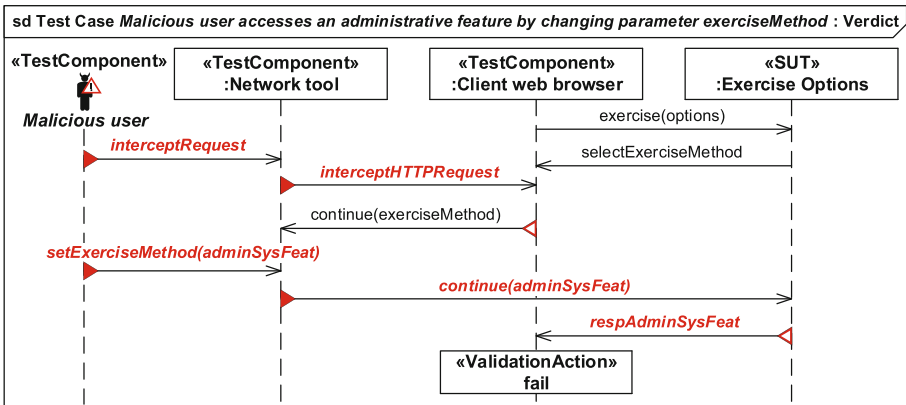 sd Test Case Malicious user accesses an administrative feature by changing parameter exerciseMethod : Verdict
«TestComponent»
Malicious user
«TestComponent»
:Network tool
«TestComponent»
:Client web browser
«SUT»
:Exercise Options
exercise(options)
interceptRequest
selectExerciseMethod
interceptHTTPRequest
continue(exerciseMethod)
setExerciseMethod(adminSysFeat)
continue(adminSysFeat)
respAdminSysFeat
«ValidationAction»
fail